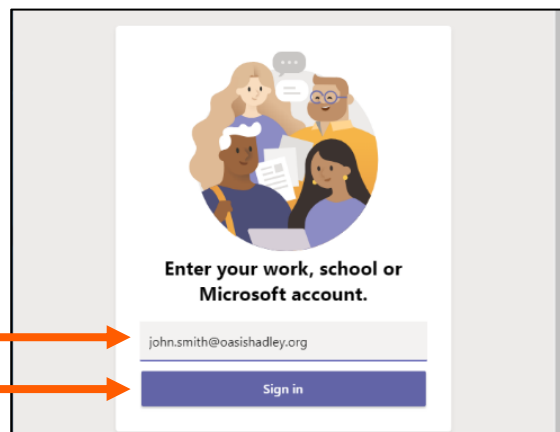 Enter your work, school or
Microsoft account.
john.smith@oasishadley.org
Sign in